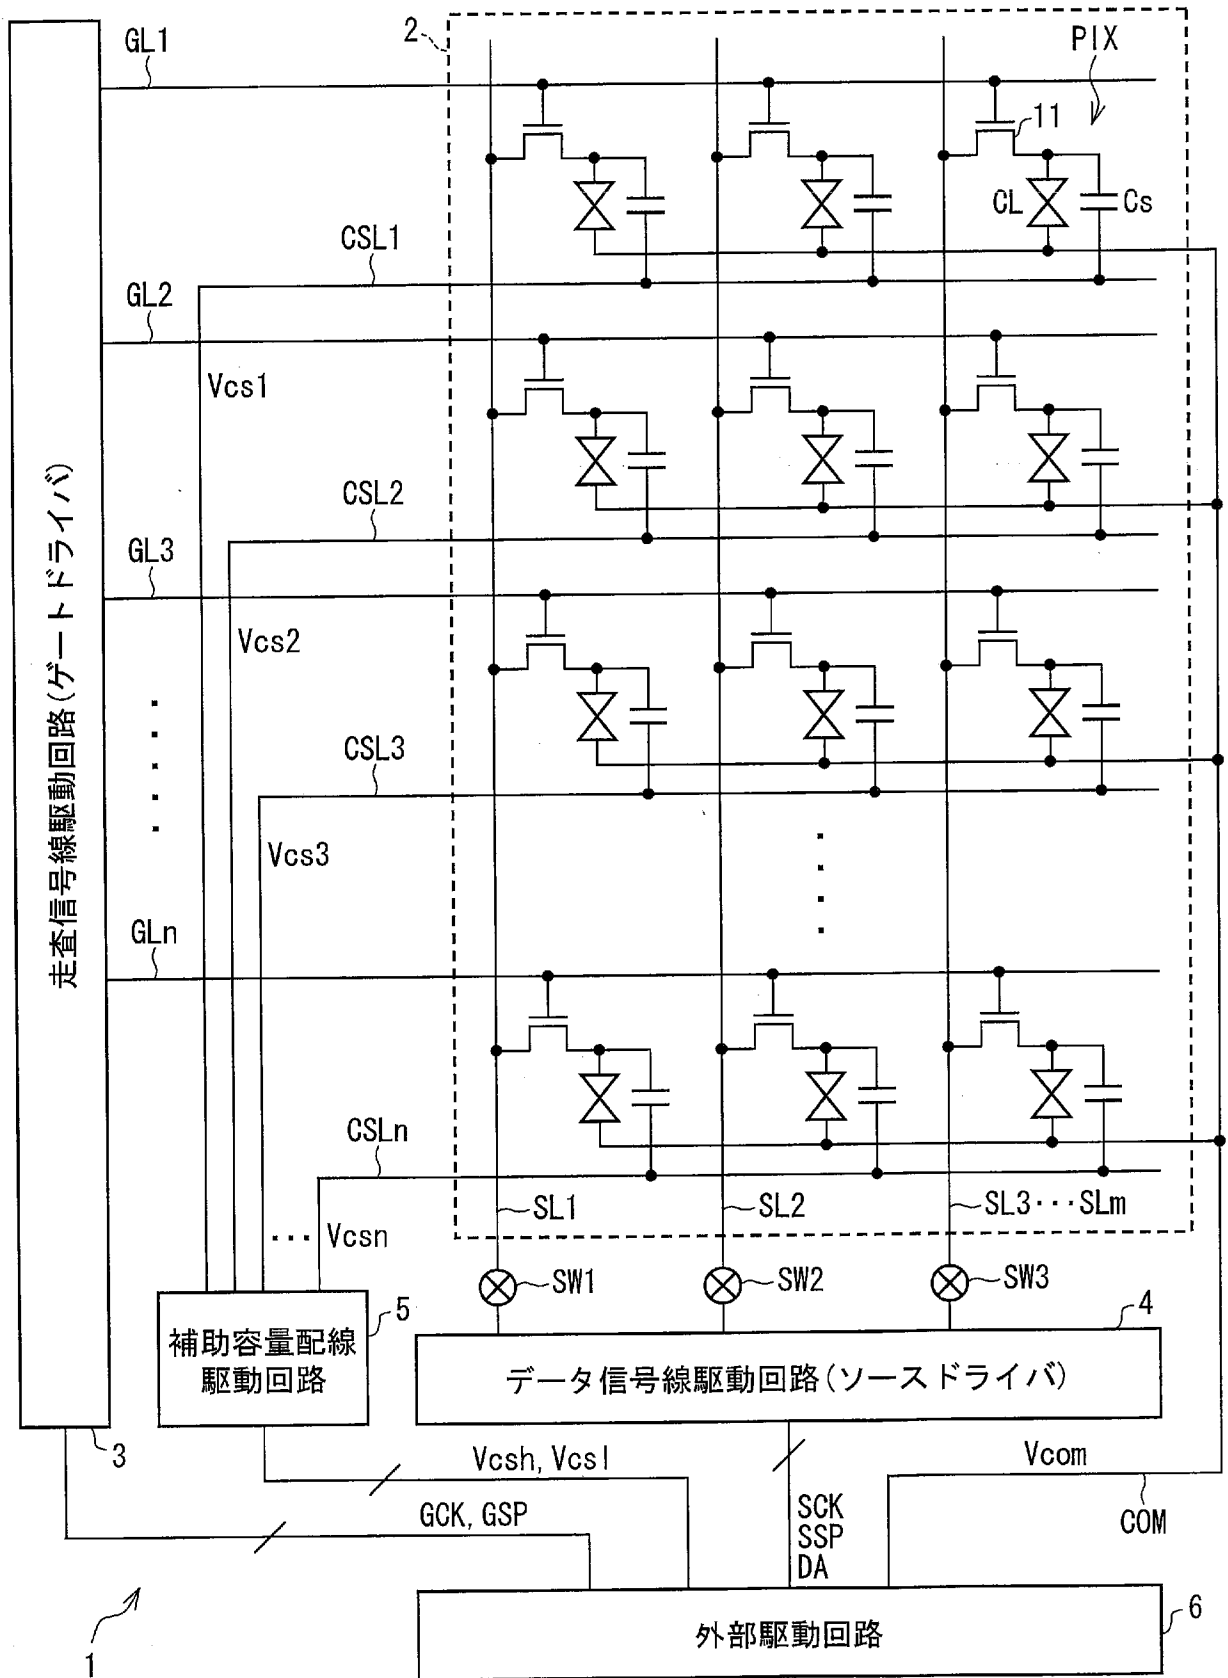 GL1
2
PIX
11
CL
Cs
CSL1
GL2
Vcs1
CSL2
GL3
Vcs2
CSL3
Vcs3
走査信号線駆動回路(ゲートドライバ)
GLn
CSLn
SL1
SL2
SL3···SLm
··· Vcsn
SW1
SW2
SW3
5
4
補助容量配線
駆動回路
データ信号線駆動回路(ソースドライバ)
3
Vcsh, Vcsl
Vcom
GCK, GSP
SCK
SSP
DA
COM
6
外部駆動回路
1